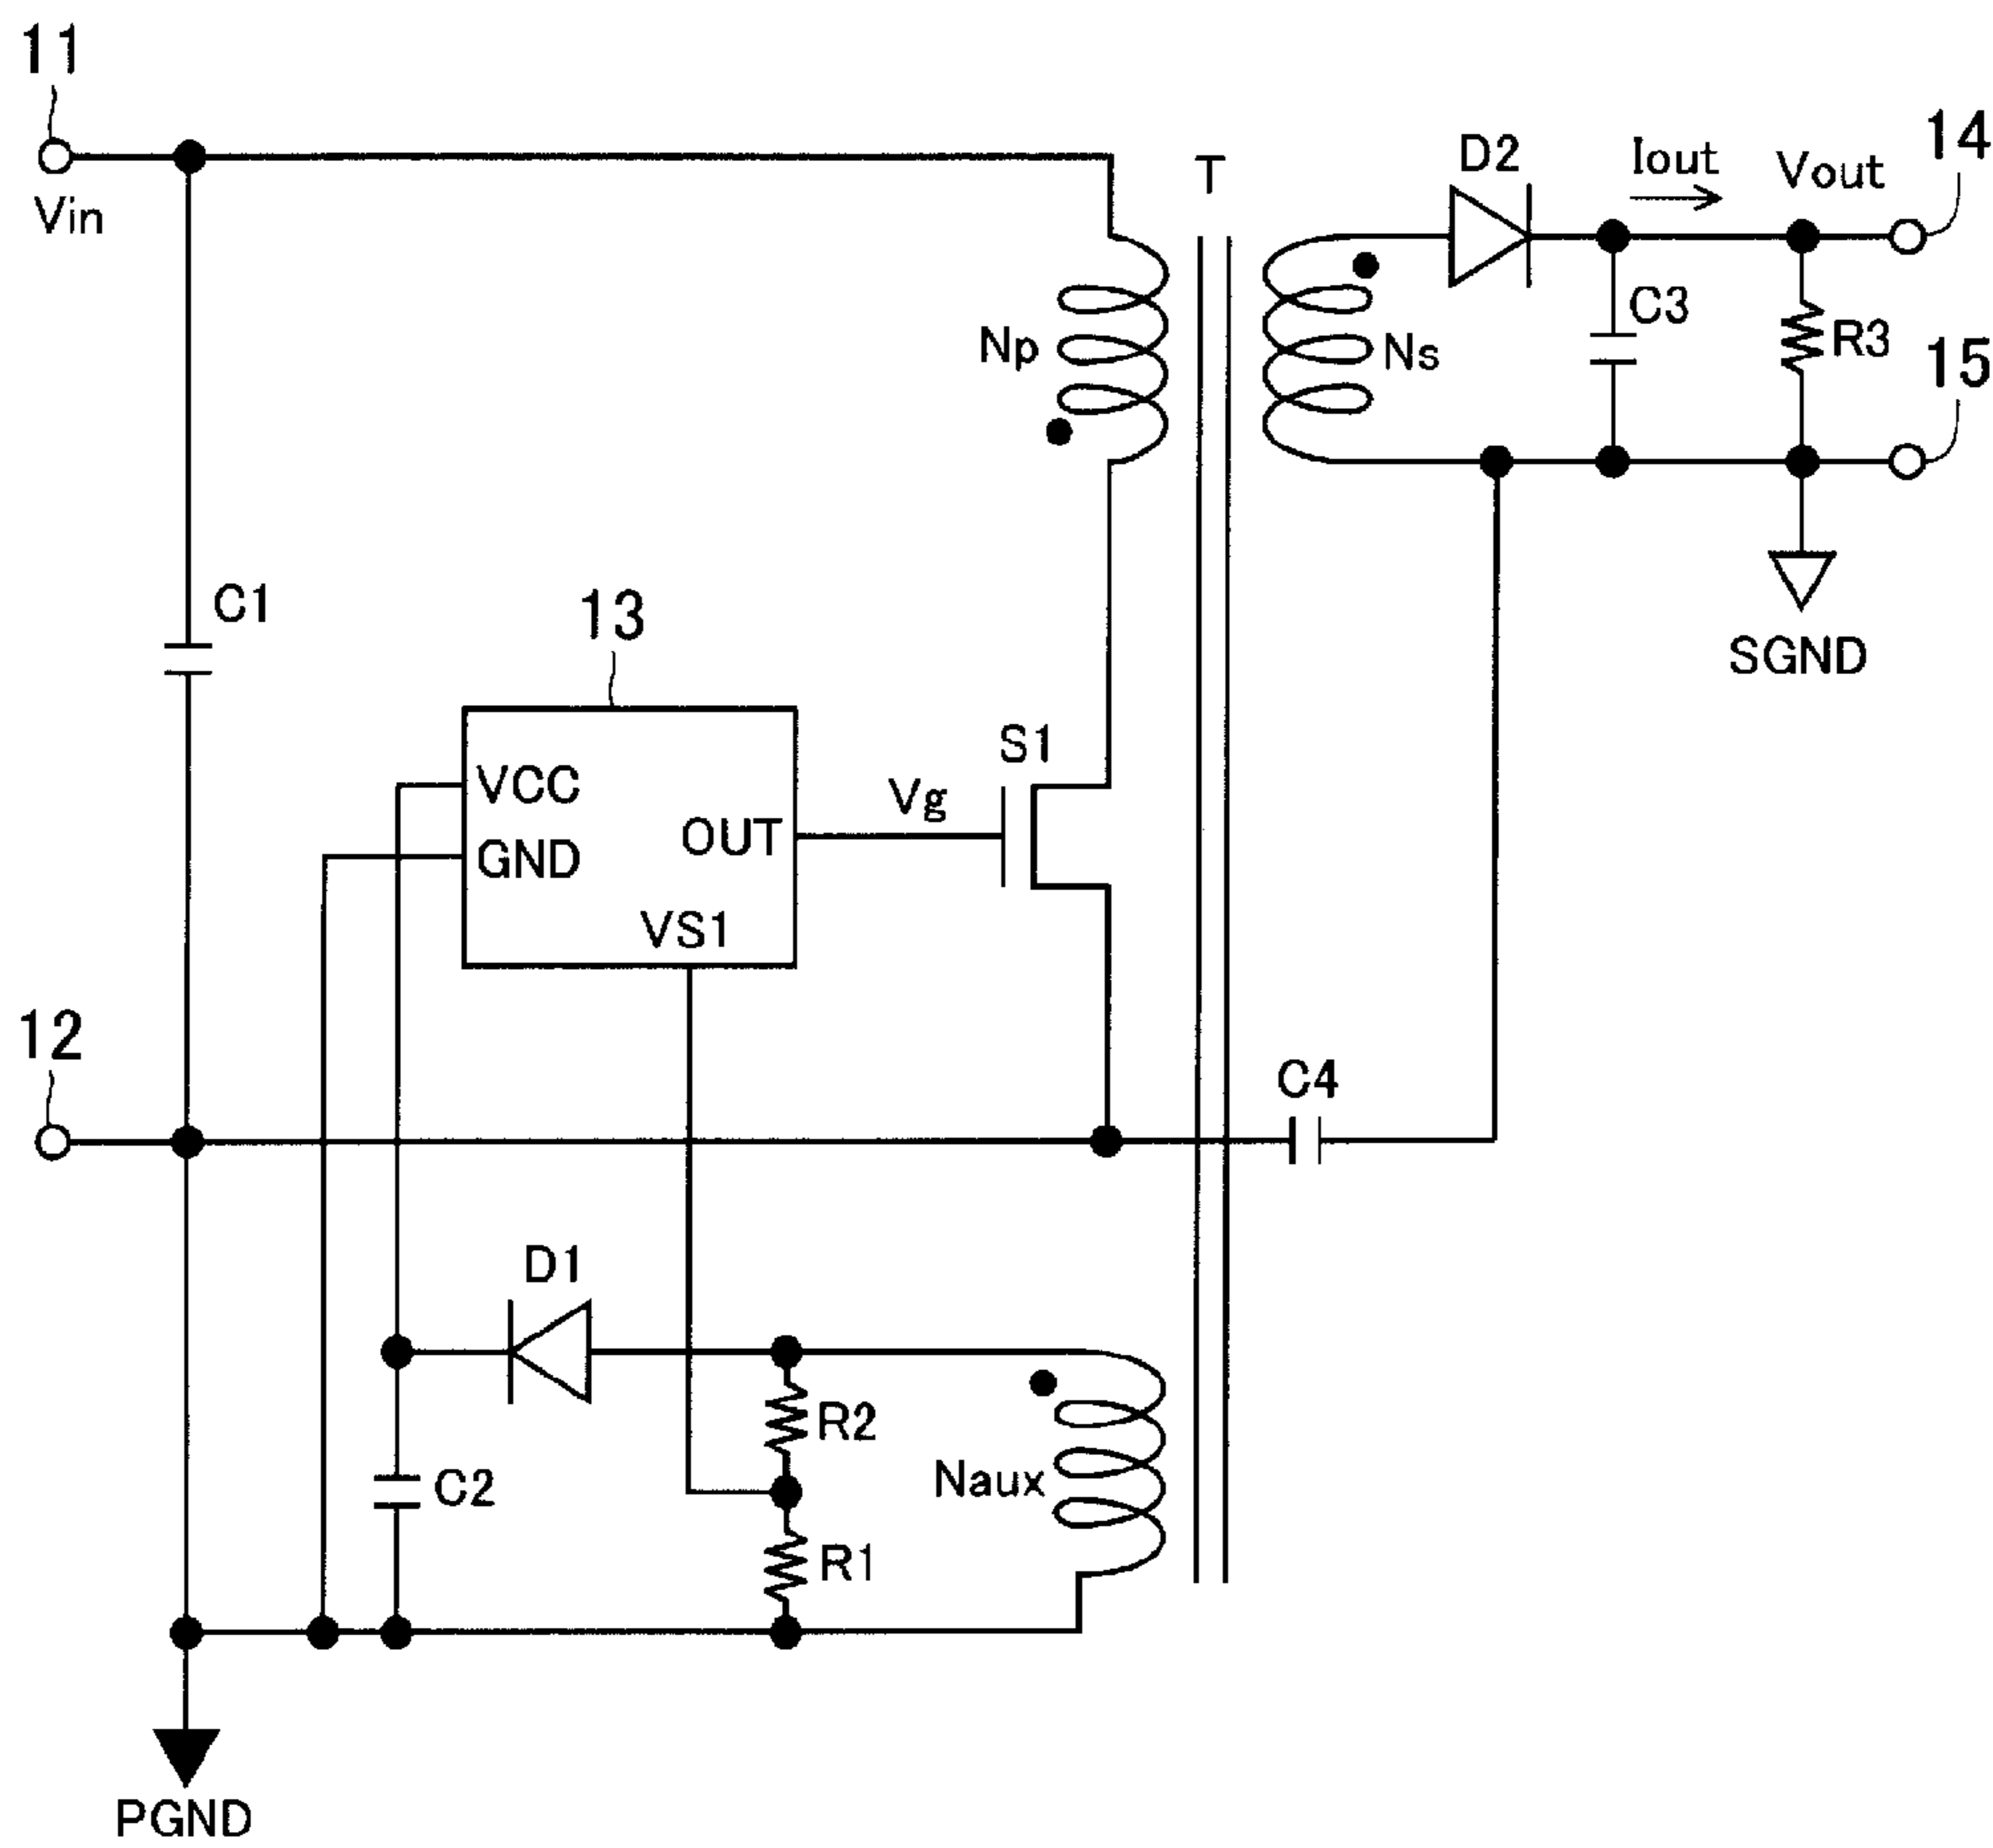 11
Vin
T
D2
Iout
Vout
14
Np
Ns
C3
R3
15
C1
13
SGND
VCC
GND
OUT
VS1
Vg
S1
12
C4
D1
R2
C2
Naux
R1
PGND